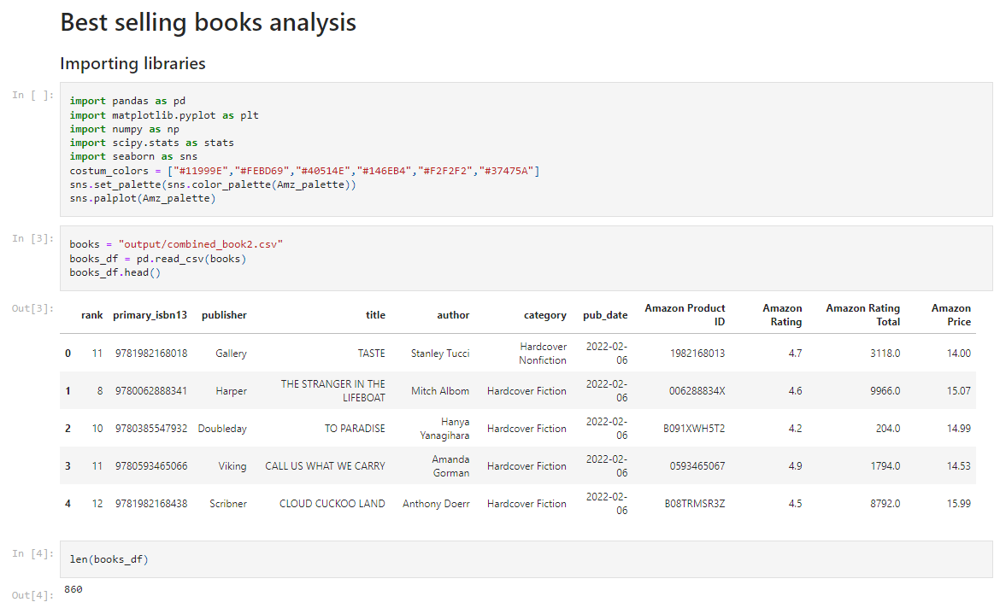 Best selling books analysis
Importing libraries
In [ ]:
import pandas as pd
import matplotlib.pyplot as plt
import numpy as np
import scipy.stats as stats
import seaborn as sns
costum_colors = ["#11999E","#FEBD69","#40514E","#146EB4","#F2F2F2","#37475A"]
sns.set_palette(sns.color_palette(Amz_palette))
sns.palplot(Amz_palette)
In [3]:
books = "output/combined_book2.csv"
books_df = pd.read_csv(books)
books_df.head()
Out[3]:
rank primary_isbn13 publisher title author category pub_date Amazon Product ID Amazon Rating Amazon Rating Total Amazon Price
0 11 9781982168018 Gallery TASTE Stanley Tucci Hardcover Nonfiction 2022-02-06 1982168013 4.7 3118.0 14.00
1 8 9780062888341 Harper THE STRANGER IN THE LIFEBOAT Mitch Albom Hardcover Fiction 2022-02-06 006288834X 4.6 9966.0 15.07
2 10 9780385547932 Doubleday TO PARADISE Hanya Yanagihara Hardcover Fiction 2022-02-06 B091XWH5T2 4.2 204.0 14.99
3 11 9780593465066 Viking CALL US WHAT WE CARRY Amanda Gorman Hardcover Fiction 2022-02-06 0593465067 4.9 1794.0 14.53
4 12 9781982168438 Scribner CLOUD CUCKOO LAND Anthony Doerr Hardcover Fiction 2022-02-06 B08TRMSR3Z 4.5 8792.0 15.99
In [4]:
len(books_df)
Out[4]:
860